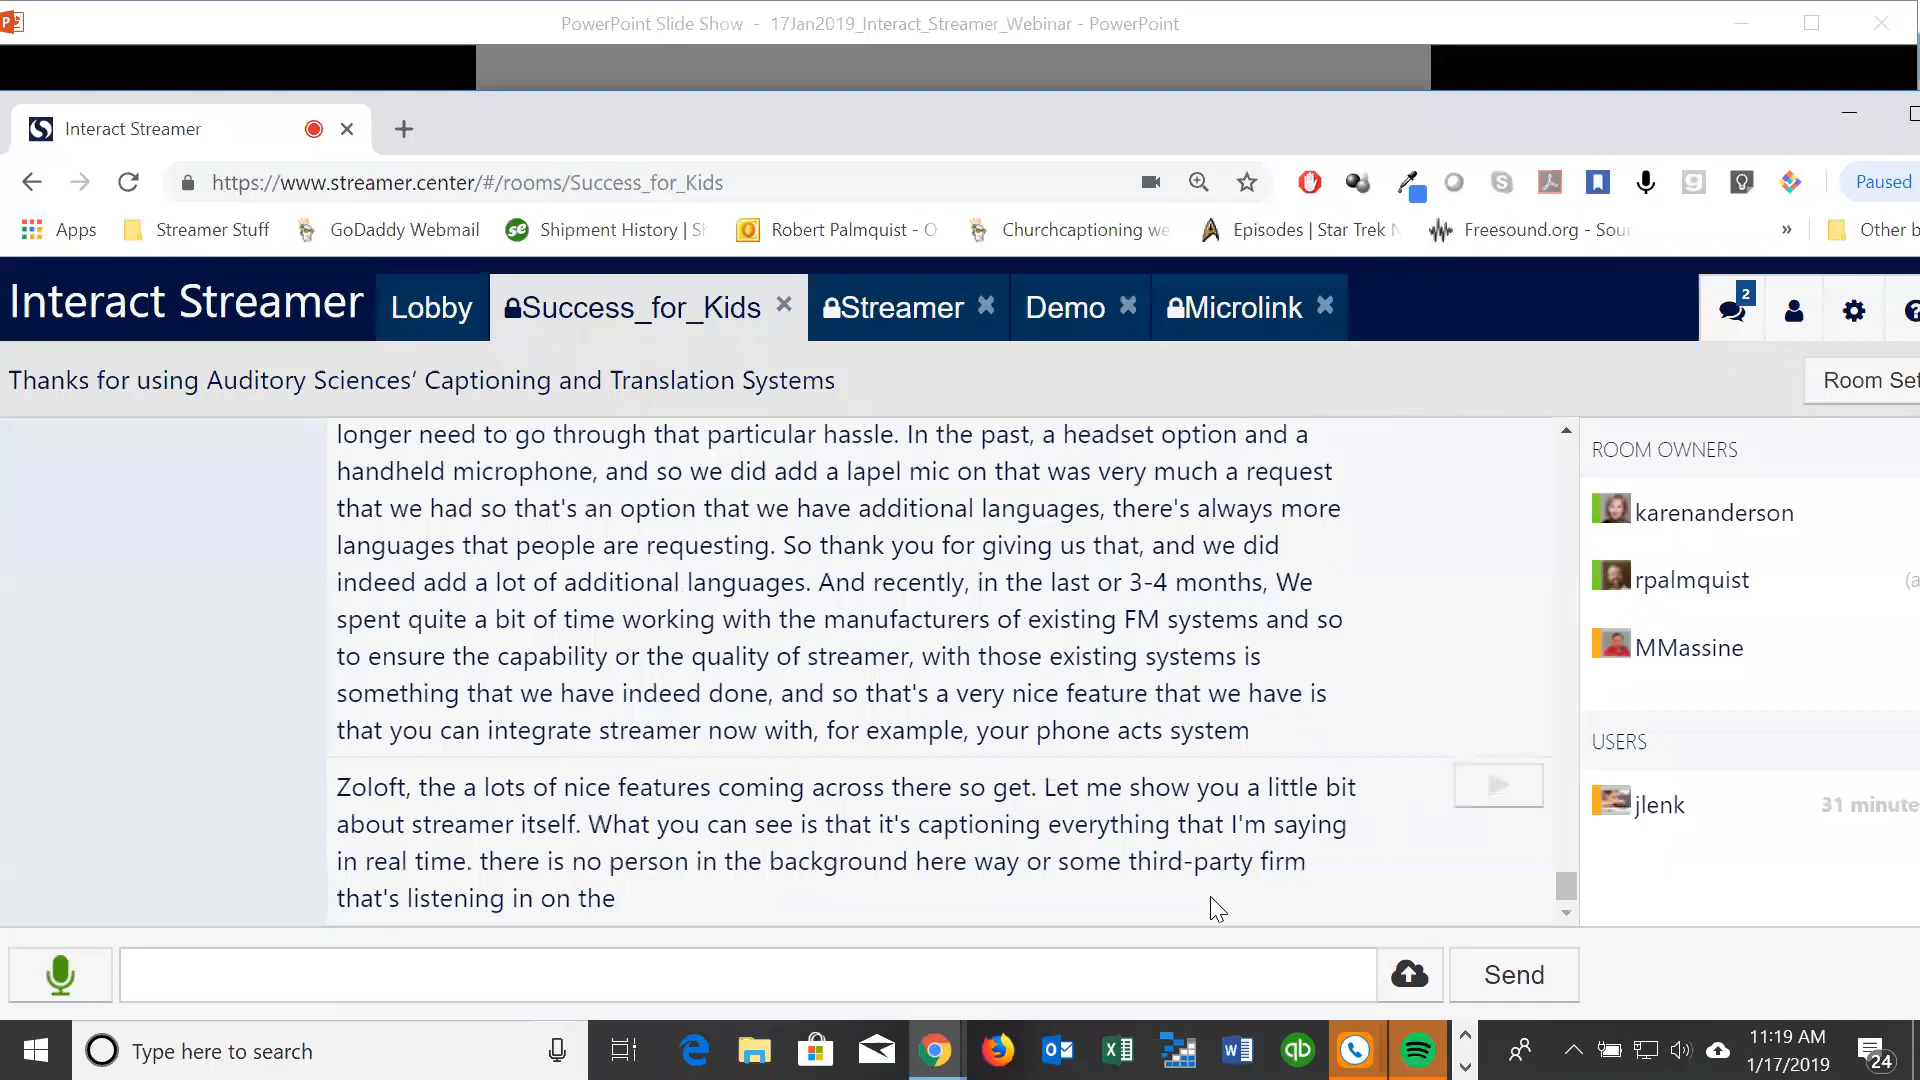 PowerPoint Slide Show - 17Jan2019_Interact_Streamer_Webinar - PowerPoint
Interact Streamer
https://www.streamer.center/#/rooms/Success_for_Kids
Paused
Apps
Streamer Stuff
GoDaddy Webmail
Shipment History | S
Robert Palmquist - O
Churchcaptioning we
Episodes | Star Trek
Freesound.org - Sou
»
Other b
Interact Streamer
Lobby
Success_for_Kids
Streamer
Demo
Microlink
2
Thanks for using Auditory Sciences’ Captioning and Translation Systems
Room Set
longer need to go through that particular hassle. In the past, a headset option and a
handheld microphone, and so we did add a lapel mic on that was very much a request
that we had so that's an option that we have additional languages, there's always more
languages that people are requesting. So thank you for giving us that, and we did
indeed add a lot of additional languages. And recently, in the last or 3-4 months, We
spent quite a bit of time working with the manufacturers of existing FM systems and so
to ensure the capability or the quality of streamer, with those existing systems is
something that we have indeed done, and so that's a very nice feature that we have is
that you can integrate streamer now with, for example, your phone acts system
Zoloft, the a lots of nice features coming across there so get. Let me show you a little bit
about streamer itself. What you can see is that it's captioning everything that I'm saying
in real time. there is no person in the background here way or some third-party firm
that's listening in on the
ROOM OWNERS
karenanderson
rpalmquist
(a
MMassine
USERS
jlenk
31 minute
Send
Type here to search
11:19 AM
1/17/2019
24